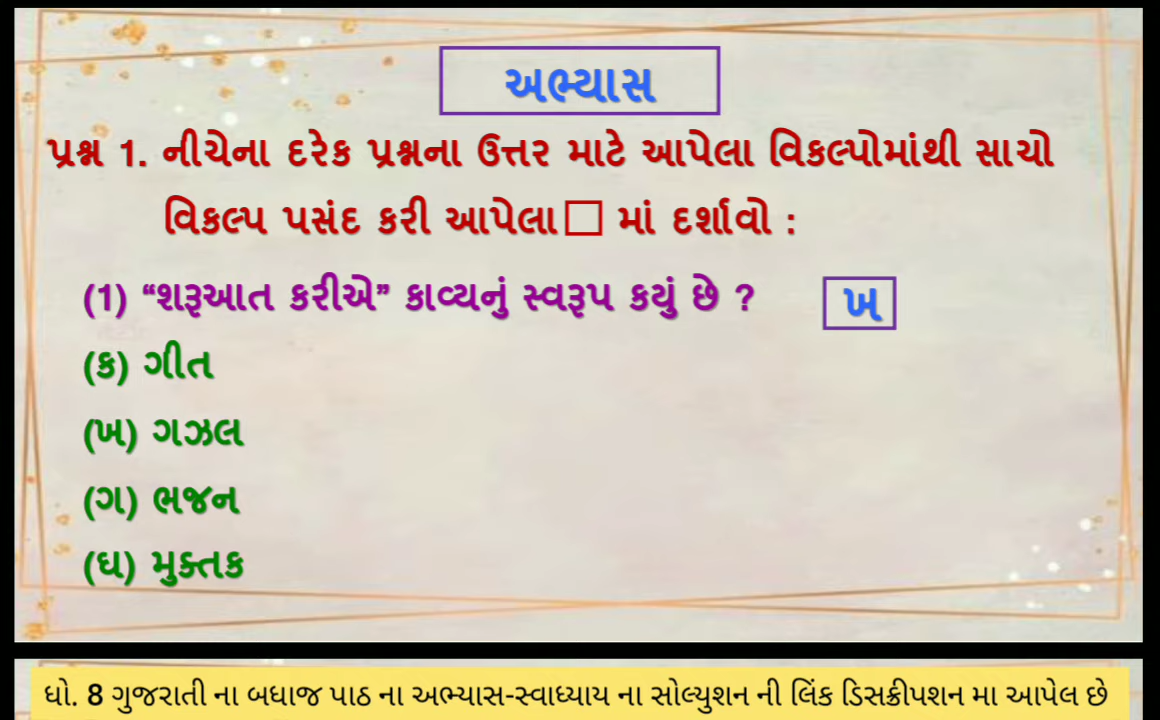 અભ્યાસ
પ્રશ્ન 1. નીચેના દરેક પ્રશ્નના ઉત્તર માટે આપેલા વિકલ્પોમાંથી સાચો
વિકલ્પ પસંદ કરી આપેલા □ માં દર્શાવો :
(1) “શરૂઆત કરીએ” કાવ્યનું સ્વરૂપ કયું છે ? ખ
(ક) ગીત
(ખ) ગઝલ
(ગ) ભજન
(ઘ) મુક્તક
ધો. 8 ગુજરાતી ના બધાજ પાઠ ના અભ્યાસ-સ્વાધ્યાય ના સોલ્યુશન ની લિંક ડિસક્રીપશન મા આપેલ છે